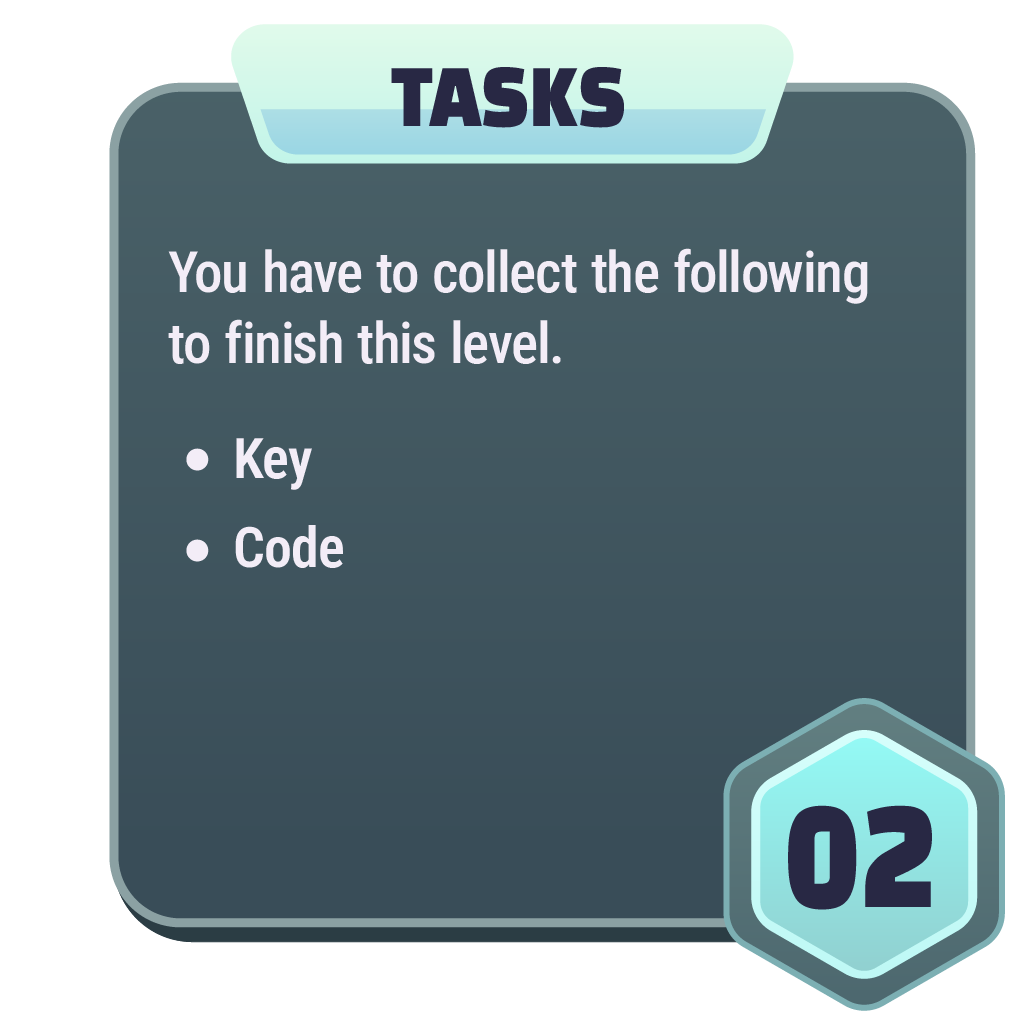 TASKS
You have to collect the following
to finish this level.
• Key
• Code
02